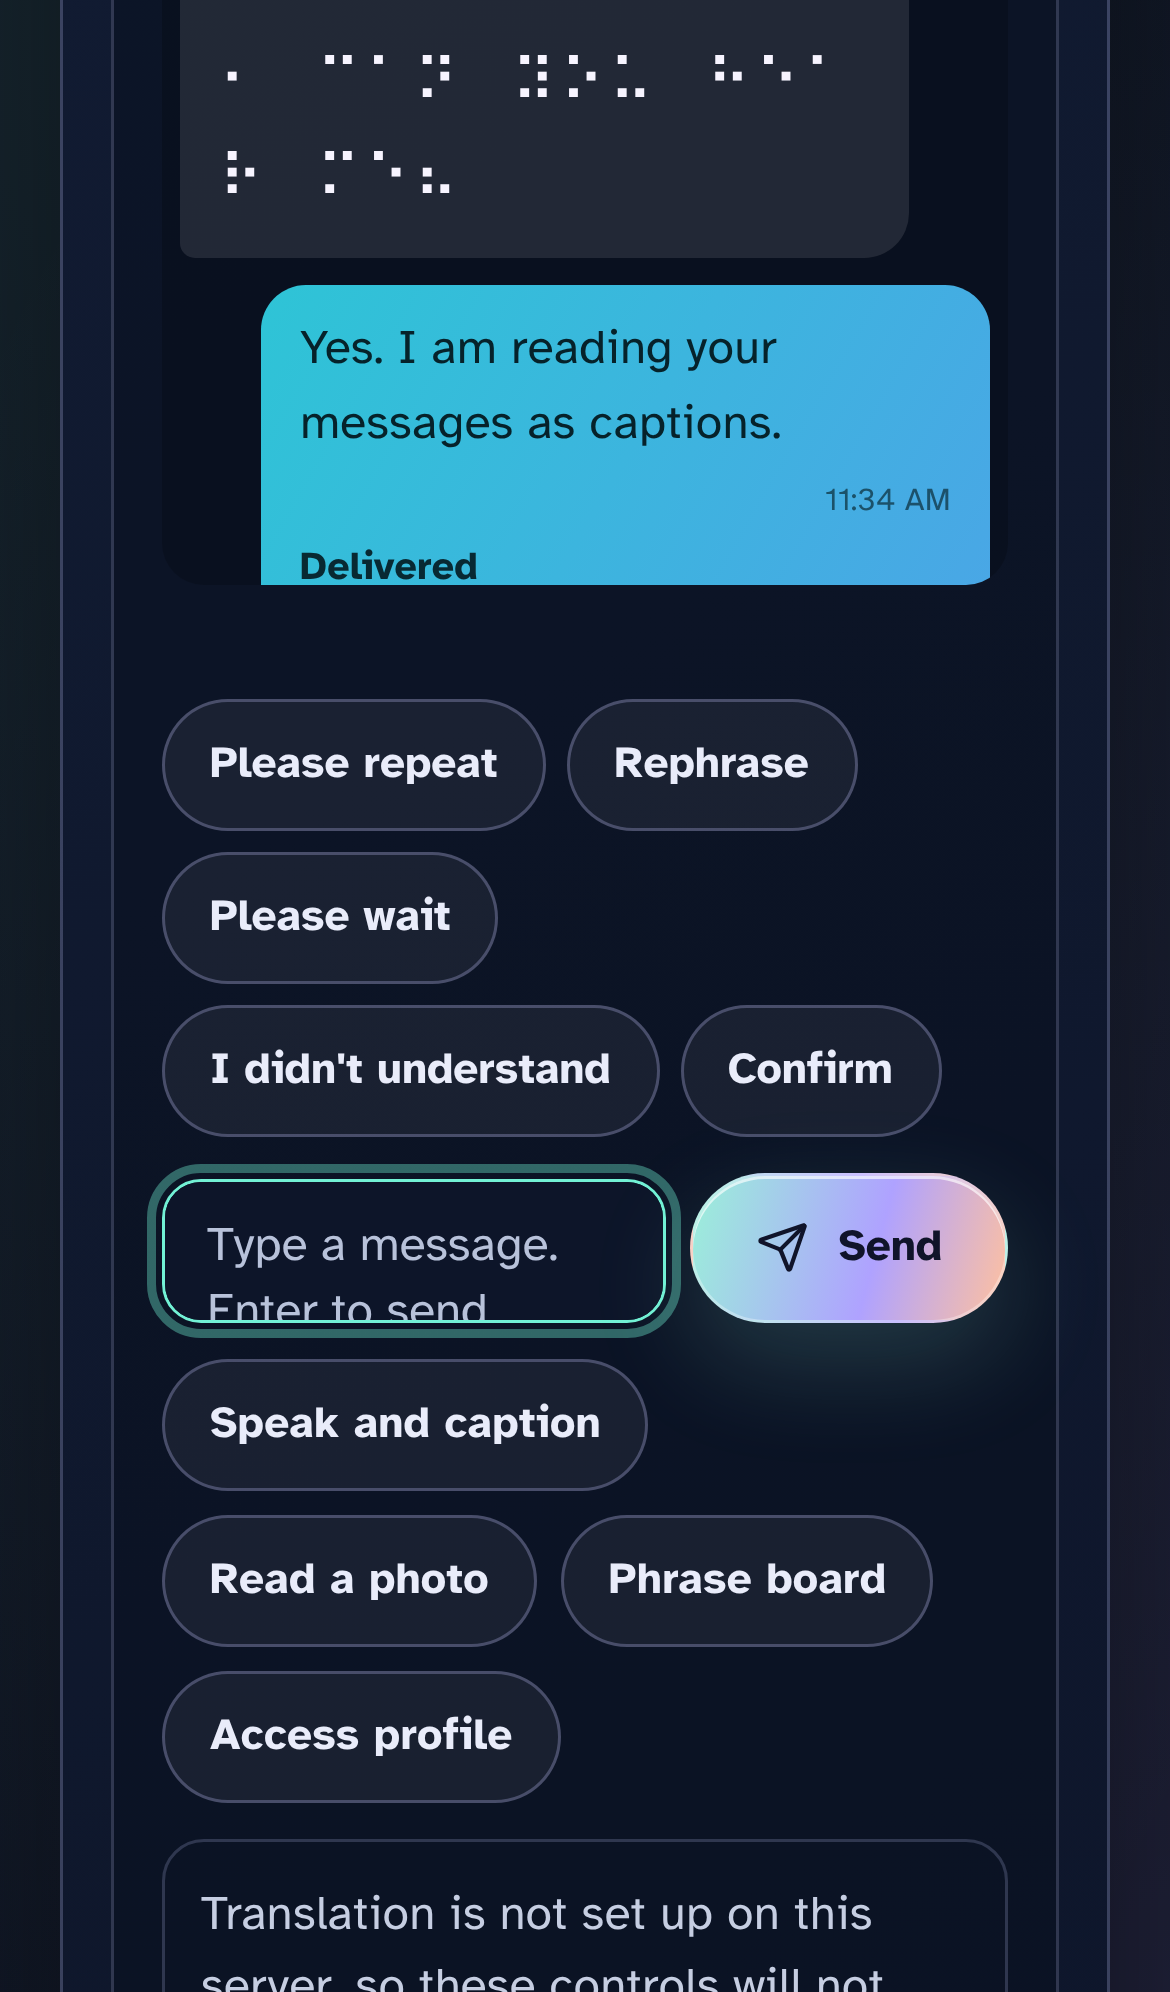 ⠂ ⠉⠁⠝ ⠽⠕⠥ ⠓⠑⠁
⠗ ⠍⠑⠦
Yes. I am reading your
messages as captions.
11:34 AM
Delivered
Please repeat
Rephrase
Please wait
I didn't understand
Confirm
Type a message.
Enter to send
Send
Speak and caption
Read a photo
Phrase board
Access profile
Translation is not set up on this
server, so these controls will not